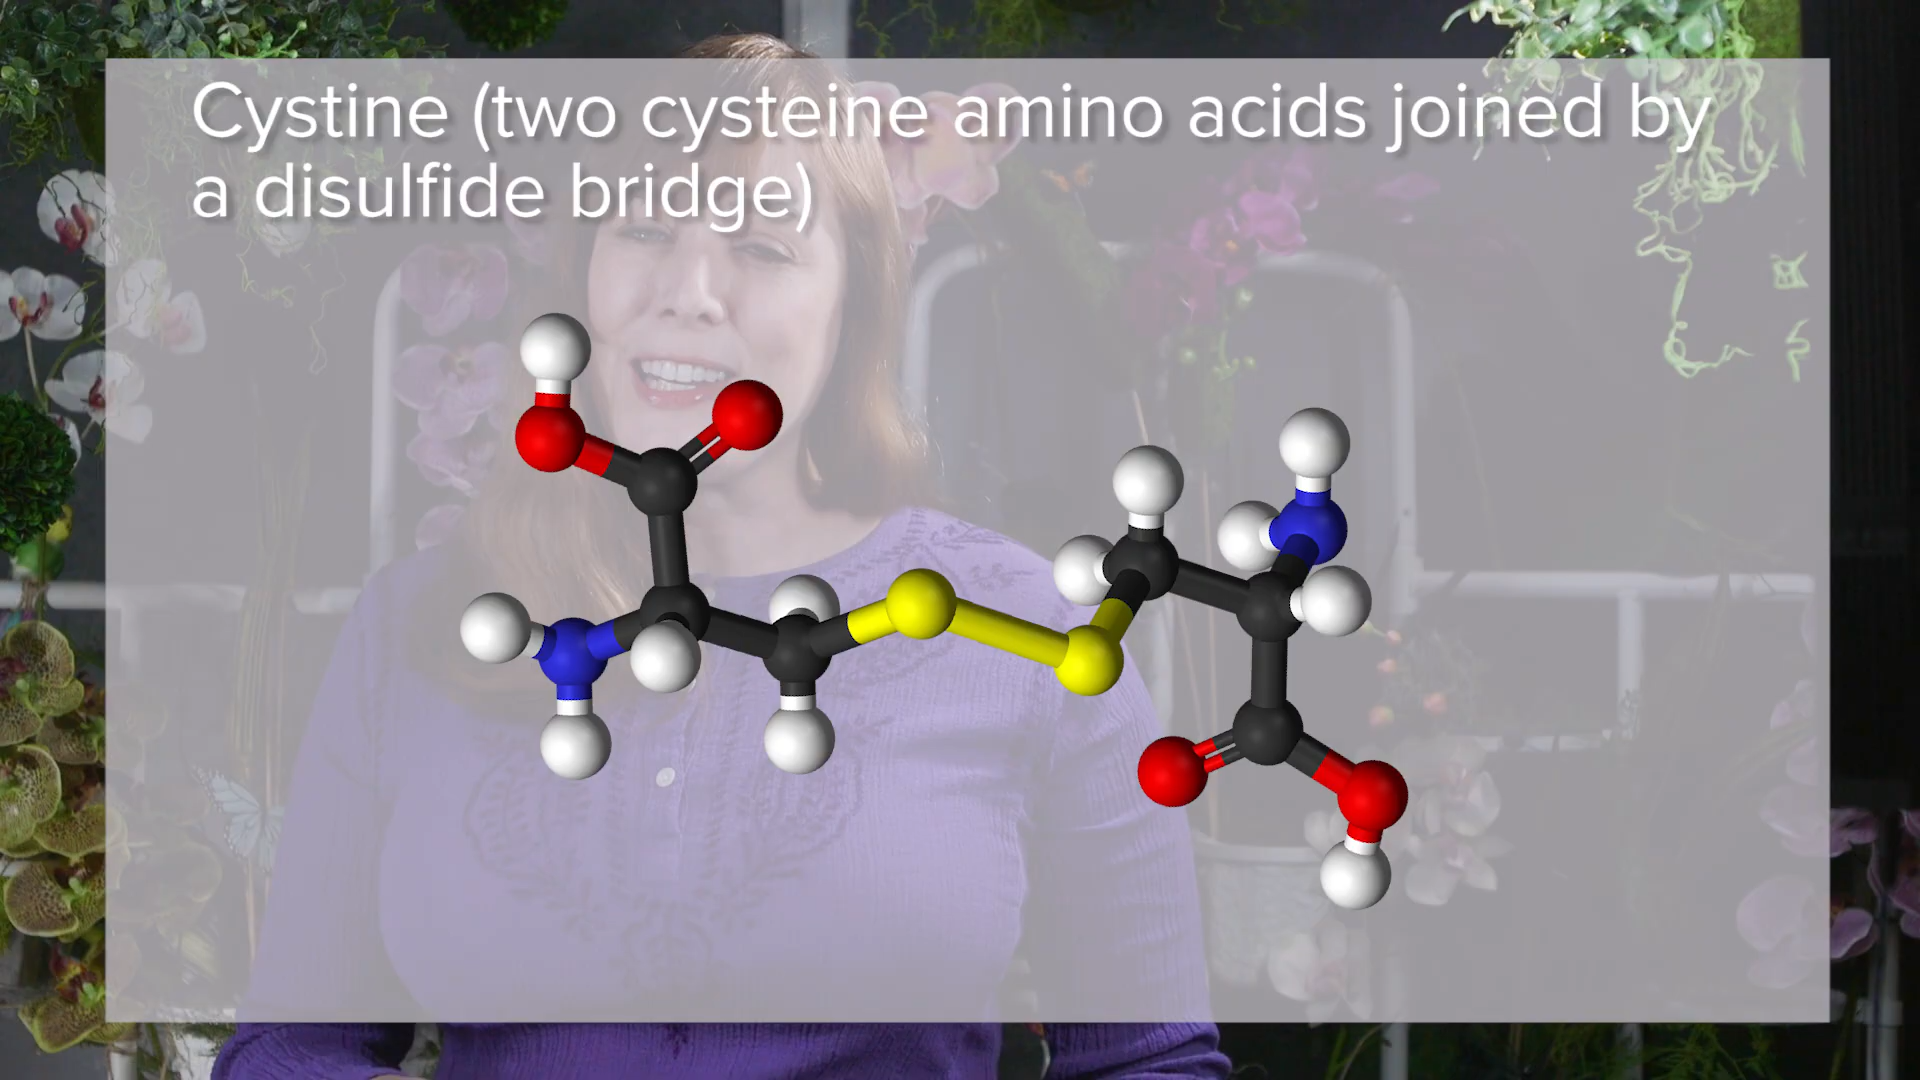 Cystine (two cysteine amino acids joined by
a disulfide bridge)